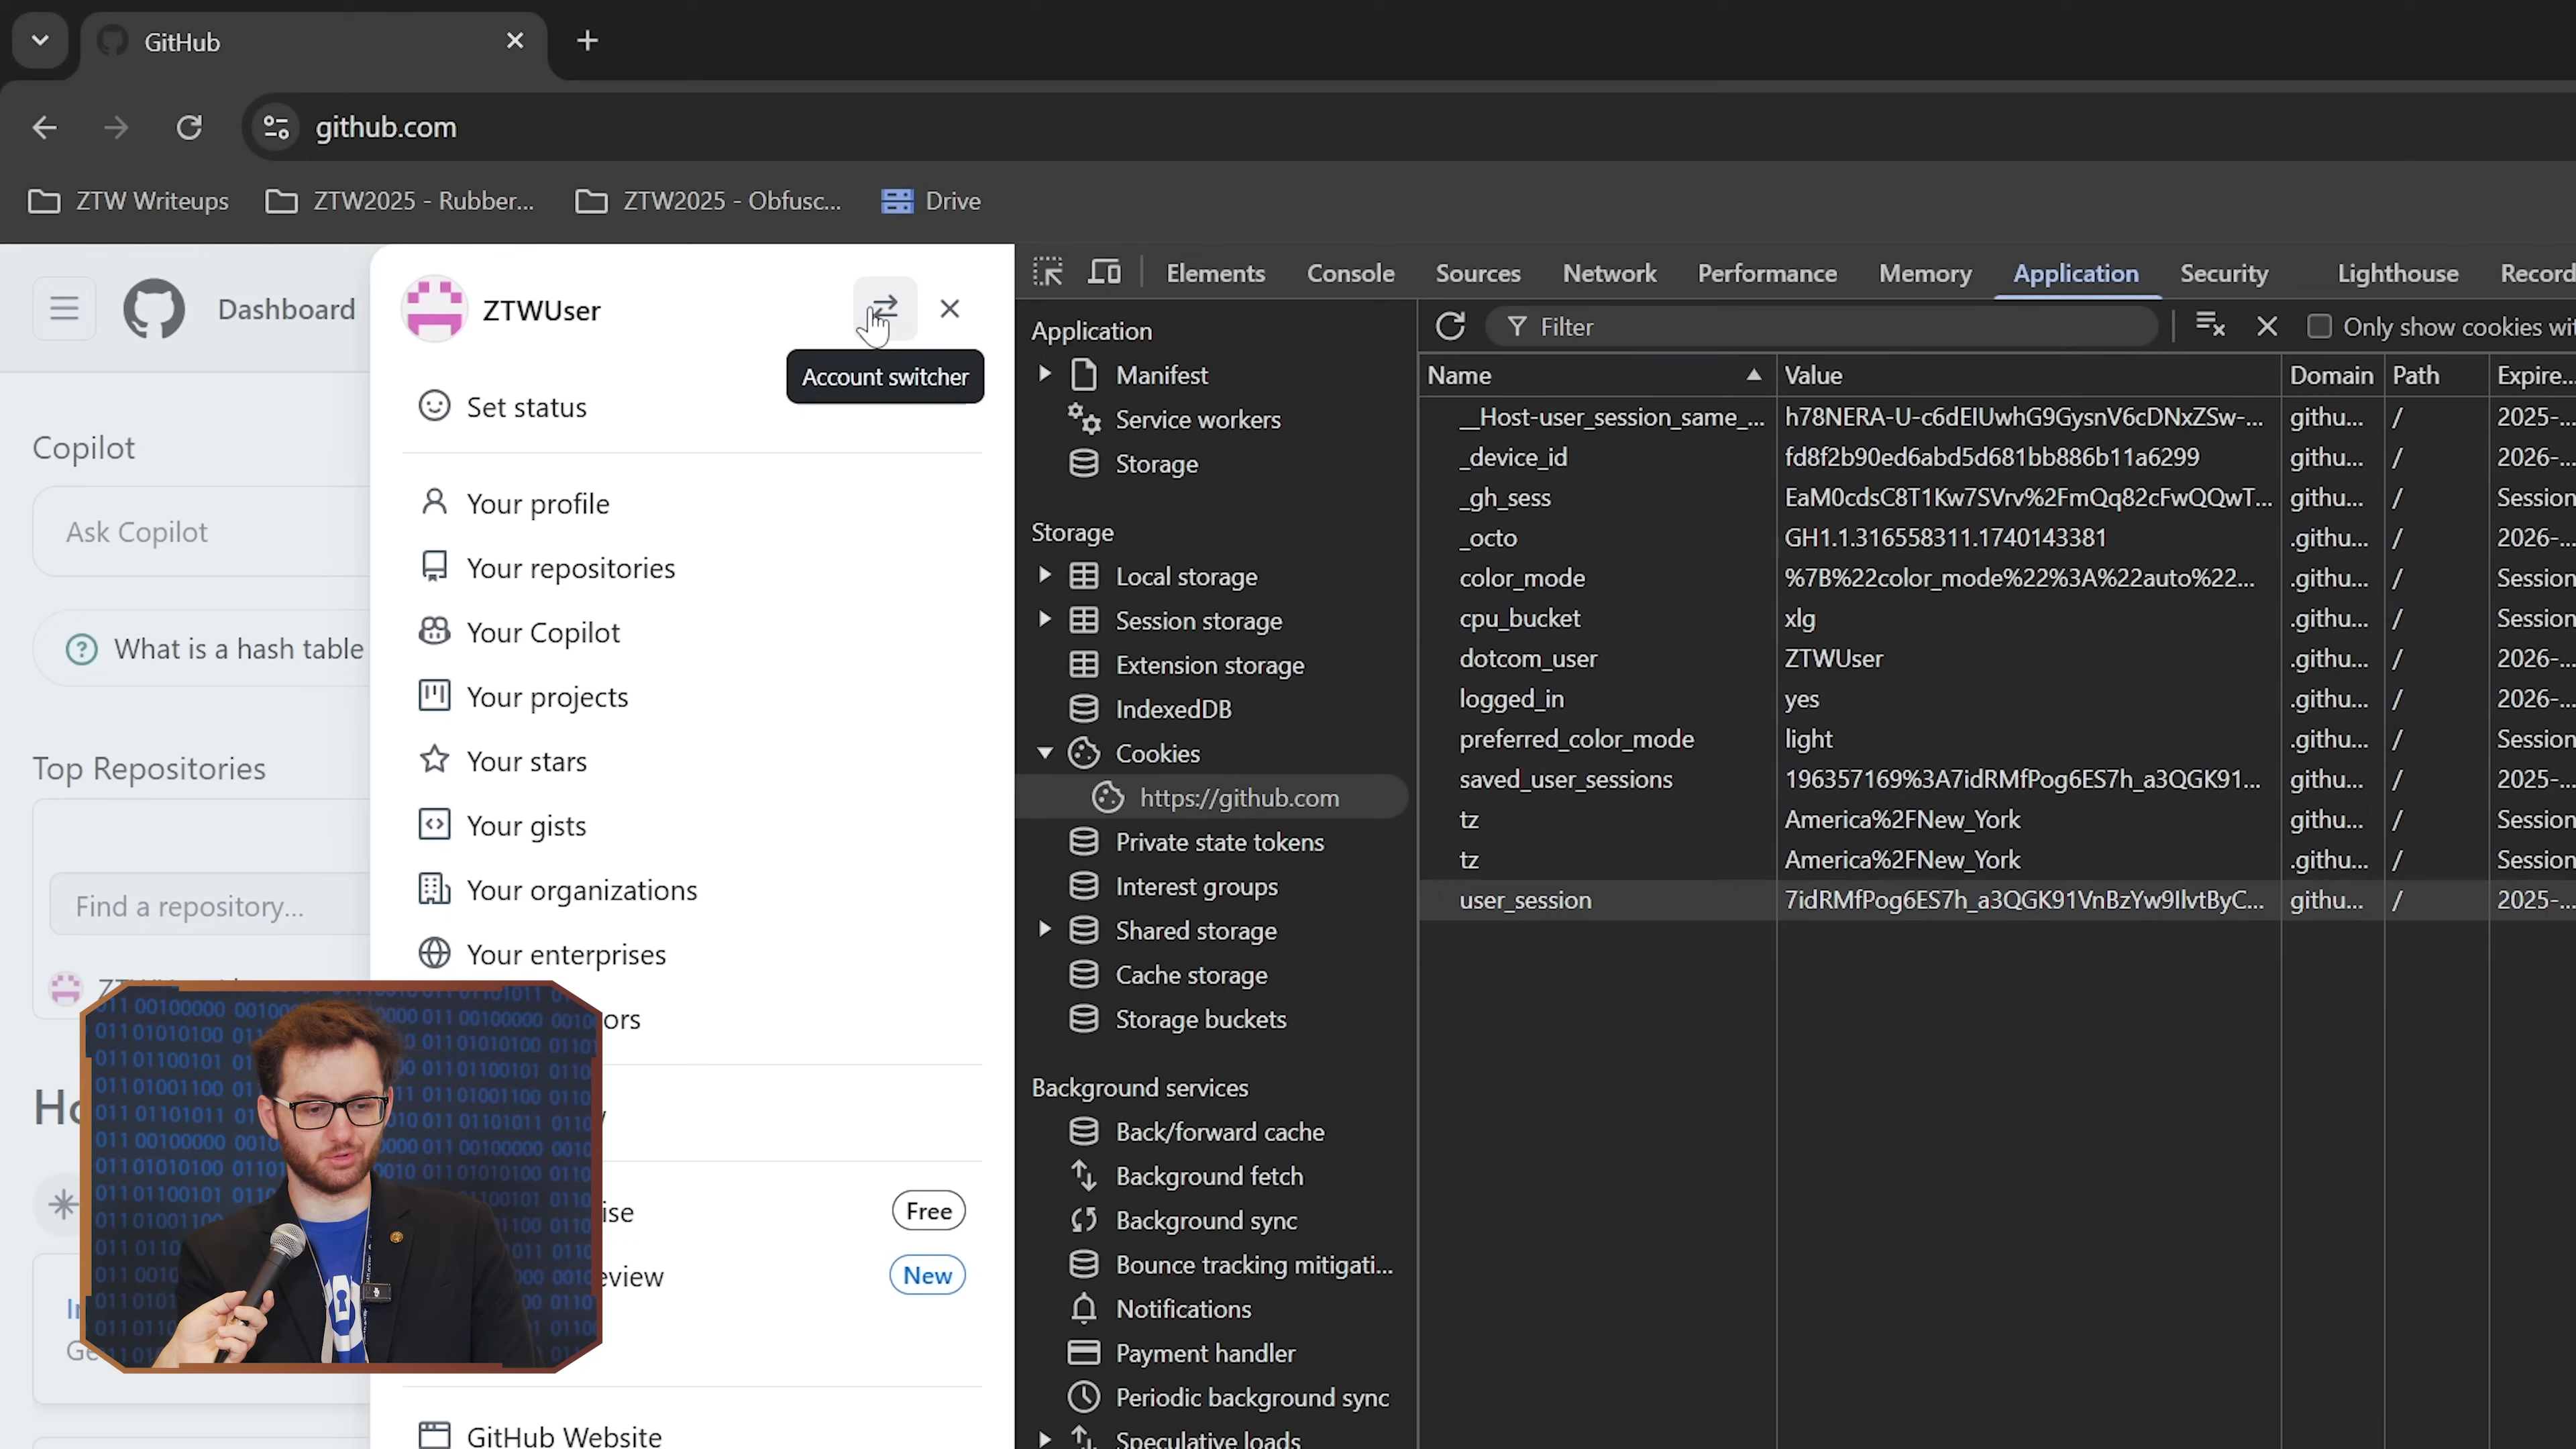 GitHub
github.com
ZTW Writeups
ZTW2025 - Rubber...
ZTW2025 - Obfusc...
Drive
Dashboard
Copilot
Ask Copilot
What is a hash table
Top Repositories
Find a repository...
ZTWUser
Account switcher
Set status
Your profile
Your repositories
Your Copilot
Your projects
Your stars
Your gists
Your organizations
Your enterprises
ors
ise
Free
eview
New
GitHub Website
Elements Console Sources Network Performance Memory Application Security Lighthouse Record
Application
Manifest
Service workers
Storage
Storage
Local storage
Session storage
Extension storage
IndexedDB
Cookies
https://github.com
Private state tokens
Interest groups
Shared storage
Cache storage
Storage buckets
Background services
Back/forward cache
Background fetch
Background sync
Bounce tracking mitigati...
Notifications
Payment handler
Periodic background sync
Speculative loads
Filter
Only show cookies wit
Name Value Domain Path Expire...
__Host-user_session_same_... h78NERA-U-c6dEIUwhG9GysnV6cDNxZSw-... githu... / 2025-...
_device_id fd8f2b90ed6abd5d681bb886b11a6299 githu... / 2026-...
_gh_sess EaM0cdsC8T1Kw7SVrv%2FmQq82cFwQQwT... githu... / Session
_octo GH1.1.316558311.1740143381 .githu... / 2026-...
color_mode %7B%22color_mode%22%3A%22auto%22... .githu... / Session
cpu_bucket xlg .githu... / Session
dotcom_user ZTWUser .githu... / 2026-...
logged_in yes .githu... / 2026-...
preferred_color_mode light .githu... / Session
saved_user_sessions 196357169%3A7idRMfPog6ES7h_a3QGK91... githu... / 2025-...
tz America%2FNew_York githu... / Session
tz America%2FNew_York .githu... / Session
user_session 7idRMfPog6ES7h_a3QGK91VnBzYw9IlvtByC... githu... / 2025-...